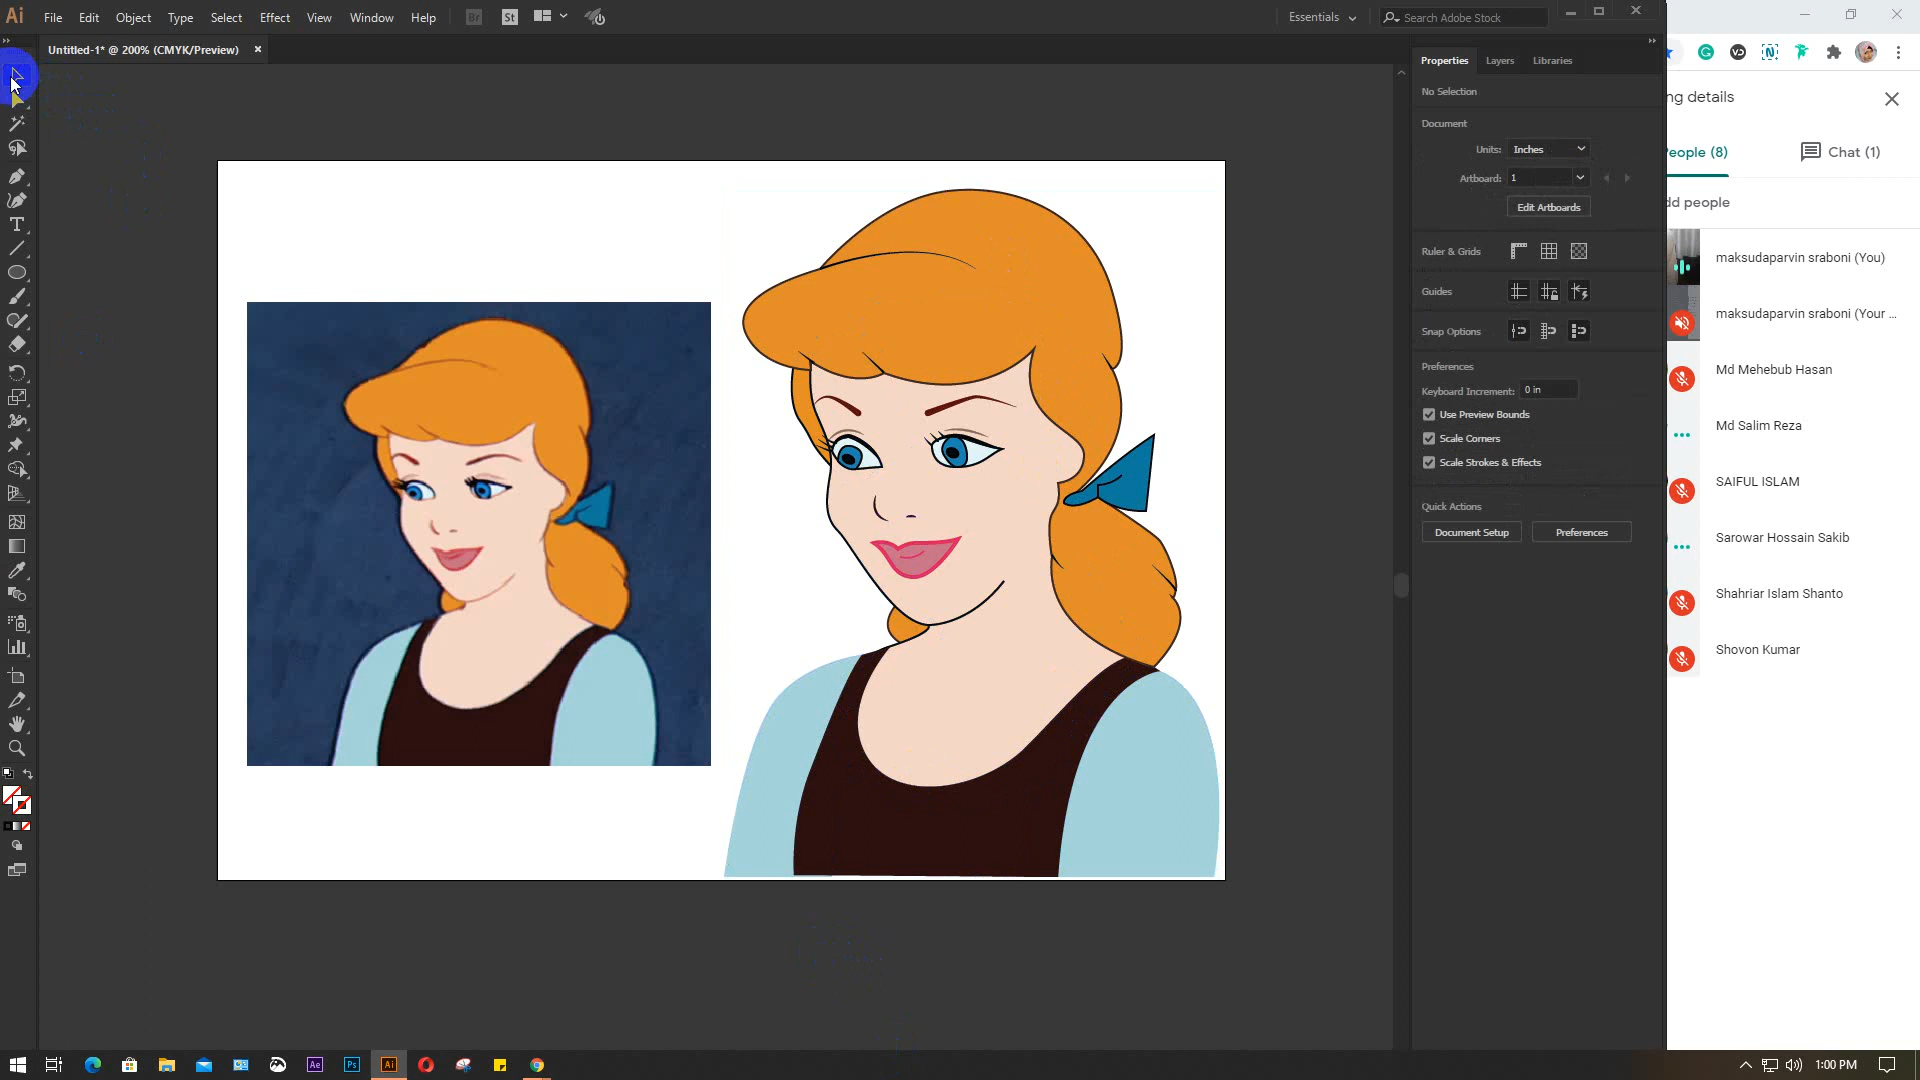 Ai File Edit Object Type Select Effect View Window Help Br St Essentials Search Adobe Stock
Untitled-1* @ 200% (CMYK/Preview) ×
Properties Layers Libraries
No Selection
Document
Units: Inches
Artboard: 1
Edit Artboards
Ruler & Grids
Guides
Snap Options
Preferences
Keyboard Increment: 0 in
Use Preview Bounds
Scale Corners
Scale Strokes & Effects
Quick Actions
Document Setup Preferences
ng details
eople (8) Chat (1)
dd people
maksudaparvin sraboni (You)
maksudaparvin sraboni (Your ...
Md Mehebub Hasan
Md Salim Reza
SAIFUL ISLAM
Sarowar Hossain Sakib
Shahriar Islam Shanto
Shovon Kumar
Ae Ps Ai 1:00 PM